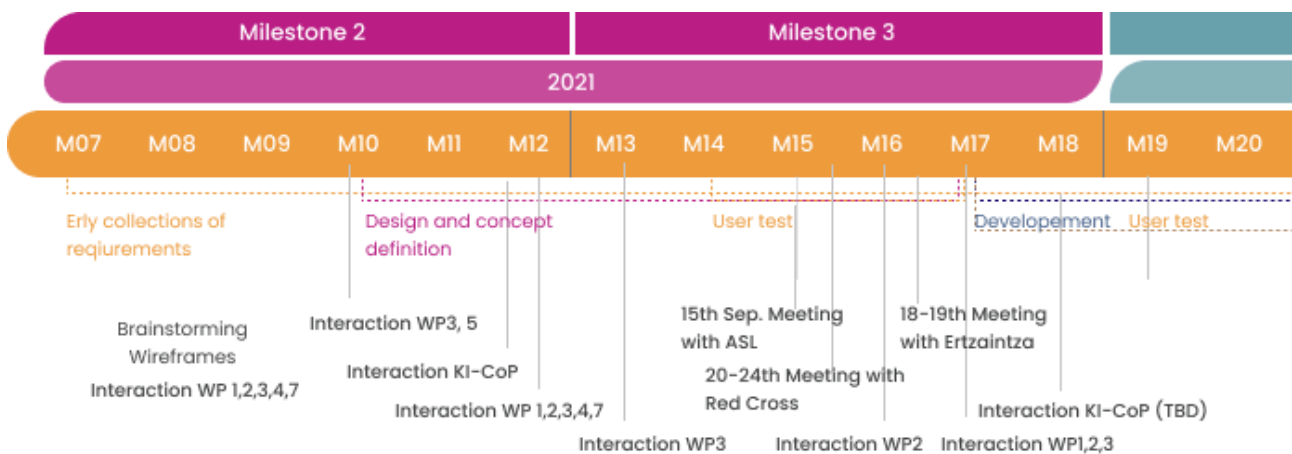 Milestone 2
Milestone 3
2021
M07 M08 M09 M10 M11 M12 M13 M14 M15 M16 M17 M18 M19 M20
Erly collections of
reqiurements
Design and concept
definition
User test
Developement
User test
Brainstorming
Wireframes
Interaction WP 1,2,3,4,7
Interaction WP3, 5
Interaction KI-CoP
Interaction WP 1,2,3,4,7
Interaction WP3
15th Sep. Meeting
with ASL
20-24th Meeting with
Red Cross
Interaction WP2
18-19th Meeting
with Ertzaintza
Interaction KI-CoP (TBD)
Interaction WP1,2,3